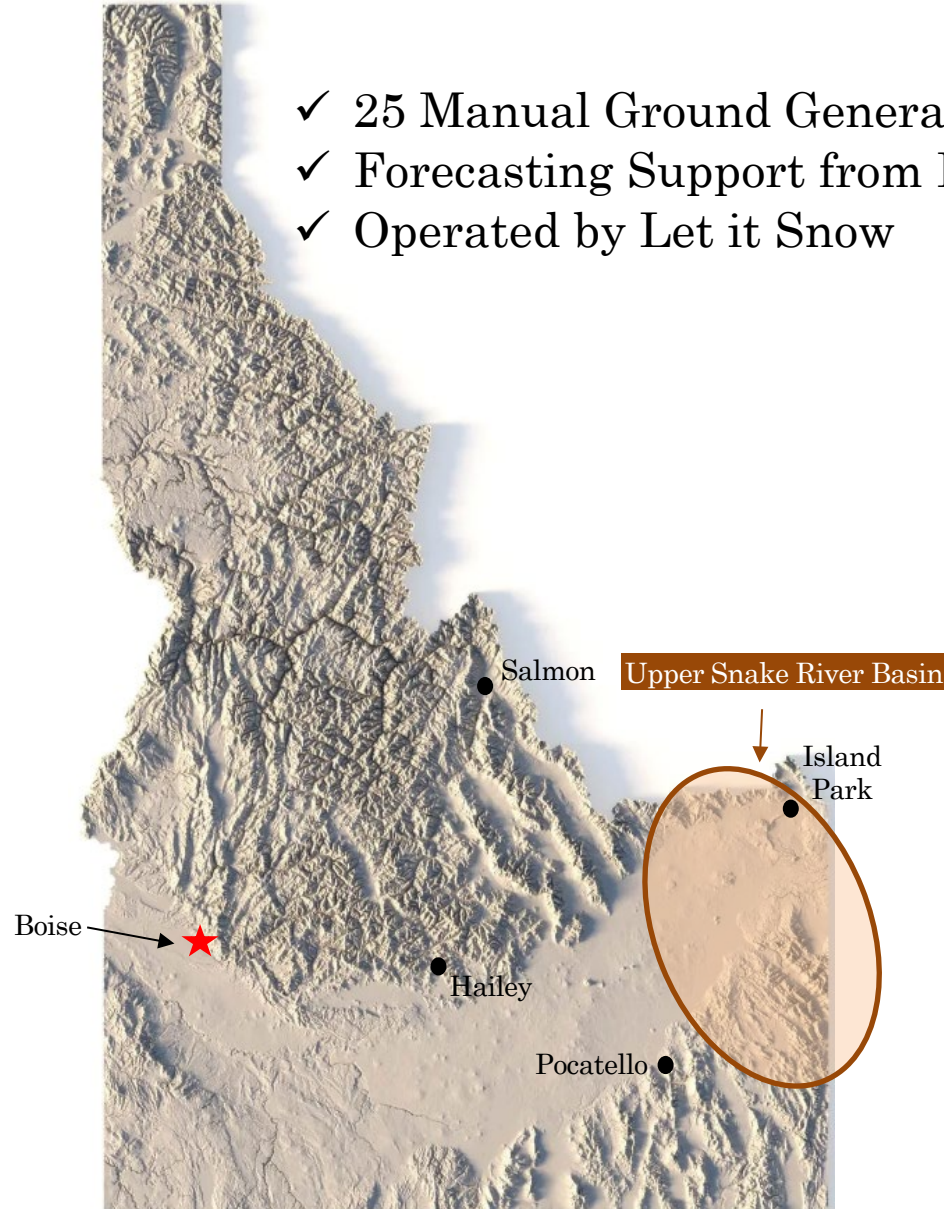 ✓ 25 Manual Ground Genera
✓ Forecasting Support from
✓ Operated by Let it Snow
Salmon
Upper Snake River Basin
Island
Park
Boise
Hailey
Pocatello